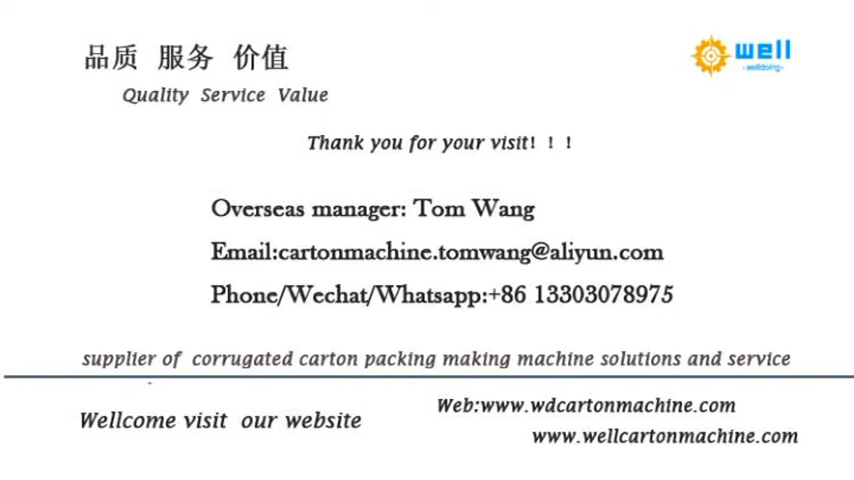 品质 服务 价值
well
-welldoing-
Quality Service Value
Thank you for your visit！！！
Overseas manager: Tom Wang
Email:cartonmachine.tomwang@aliyun.com
Phone/Wechat/Whatsapp:+86 13303078975
supplier of corrugated carton packing making machine solutions and service
Wellcome visit our website
Web:www.wdcartonmachine.com
www.wellcartonmachine.com